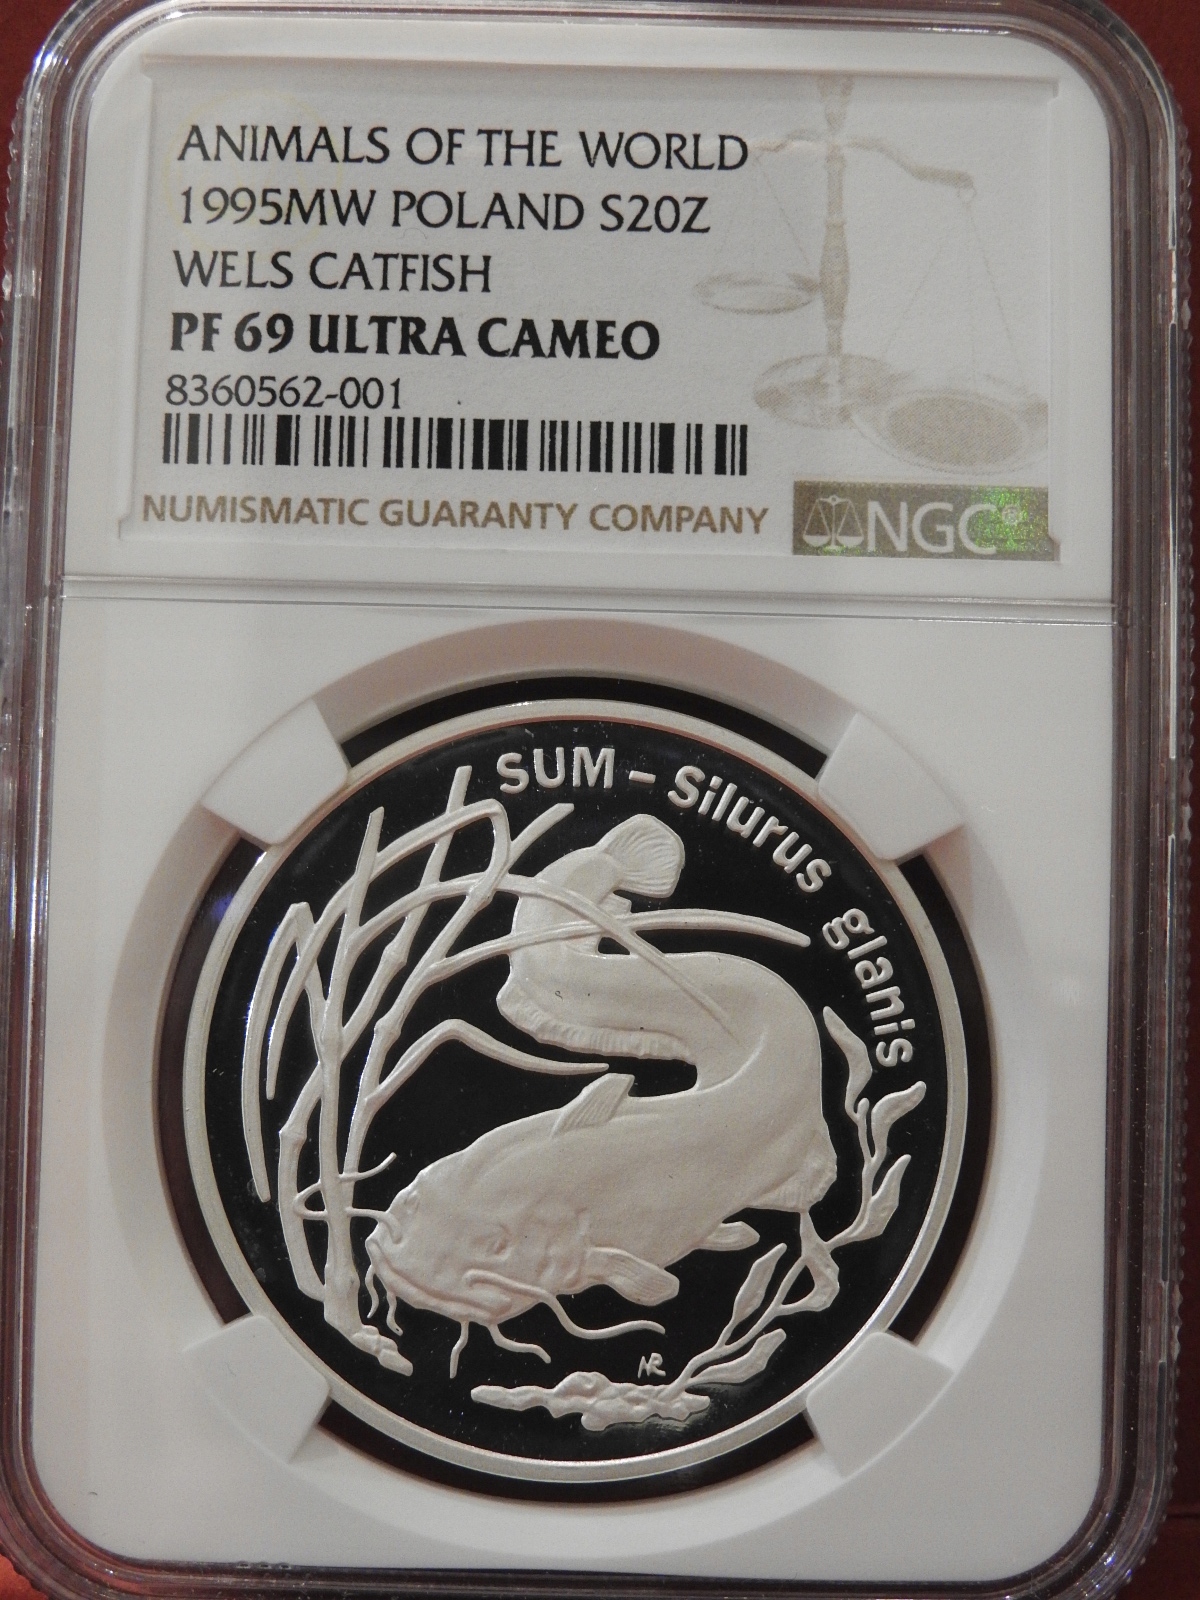 ANIMALS OF THE WORLD
1995MW POLAND S20Z
WELS CATFISH
PF 69 ULTRA CAMEO
8360562-001
NUMISMATIC GUARANTY COMPANY
NGC®
SUM - Silurus glanis
NR